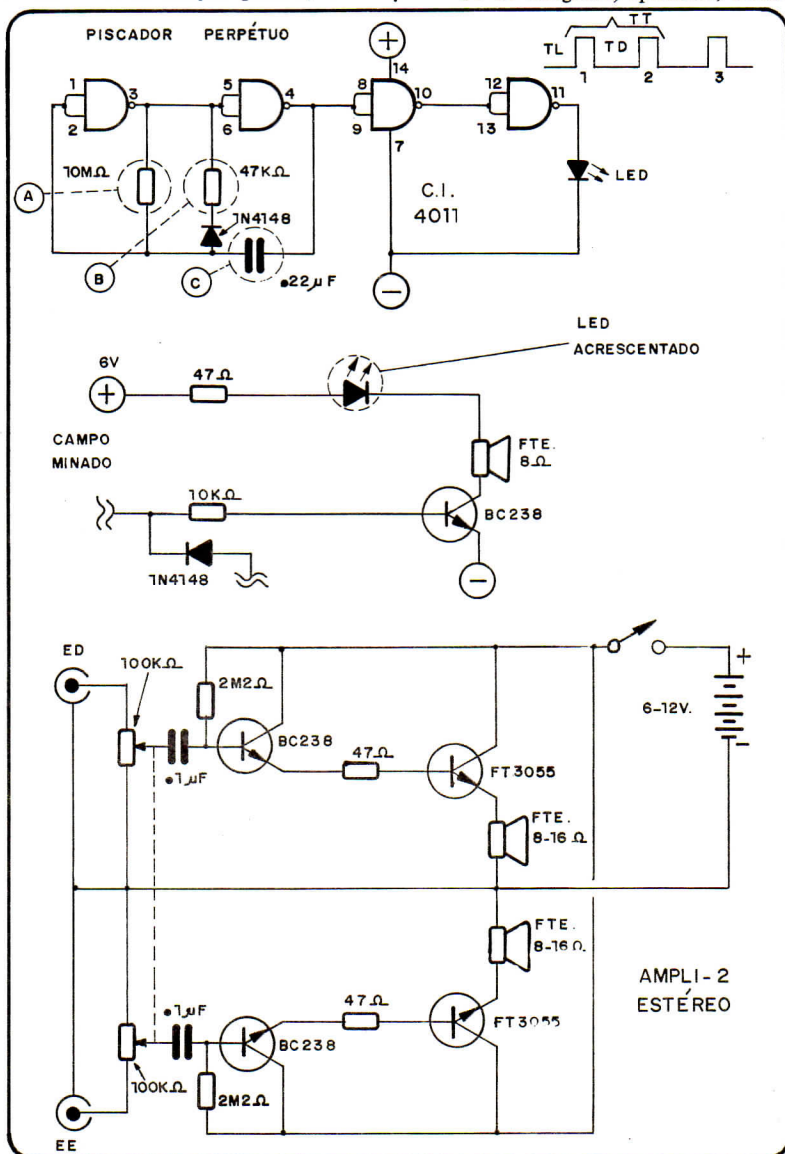 PISCADOR PERPÉTUO
TT
TL TD
1 2 3
14
1 2 3
5 6 4
8 9 10
12 13 11
7
10MΩ
47KΩ
1N4148
A
B
C
.22µF
C.I.
4011
LED
LED
ACRESCENTADO
6V
47Ω
CAMPO
MINADO
FTE.
8Ω
10KΩ
BC238
1N4148
ED
100KΩ
2M2Ω
BC238
.1µF
47Ω
FT3055
6-12V.
FTE.
8-16Ω
FTE.
8-16Ω
AMPLI-2
ESTÉREO
.1µF
47Ω
BC238
FT3055
100KΩ
2M2Ω
EE